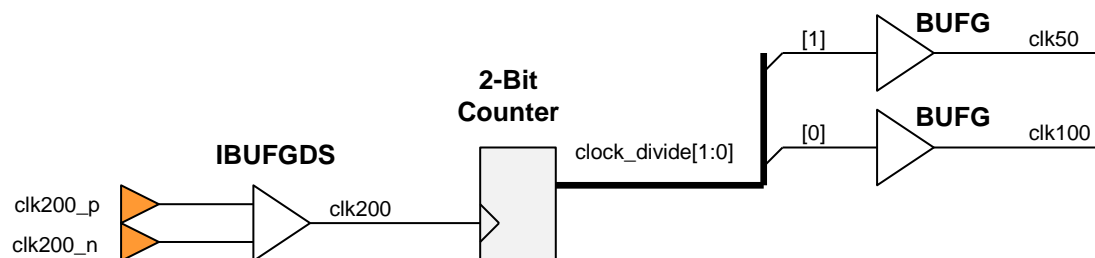 BUFG
[1]
clk50
2-Bit
Counter
BUFG
[0]
clk100
clock_divide[1:0]
IBUFGDS
clk200_p
clk200
clk200_n